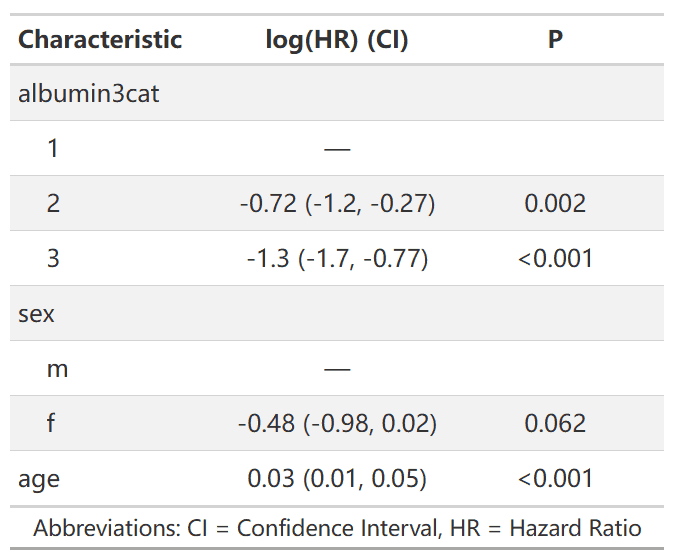 Characteristic log(HR) (CI) P
albumin3cat
1 —
2 -0.72 (-1.2, -0.27) 0.002
3 -1.3 (-1.7, -0.77) <0.001
sex
m —
f -0.48 (-0.98, 0.02) 0.062
age 0.03 (0.01, 0.05) <0.001
Abbreviations: CI = Confidence Interval, HR = Hazard Ratio